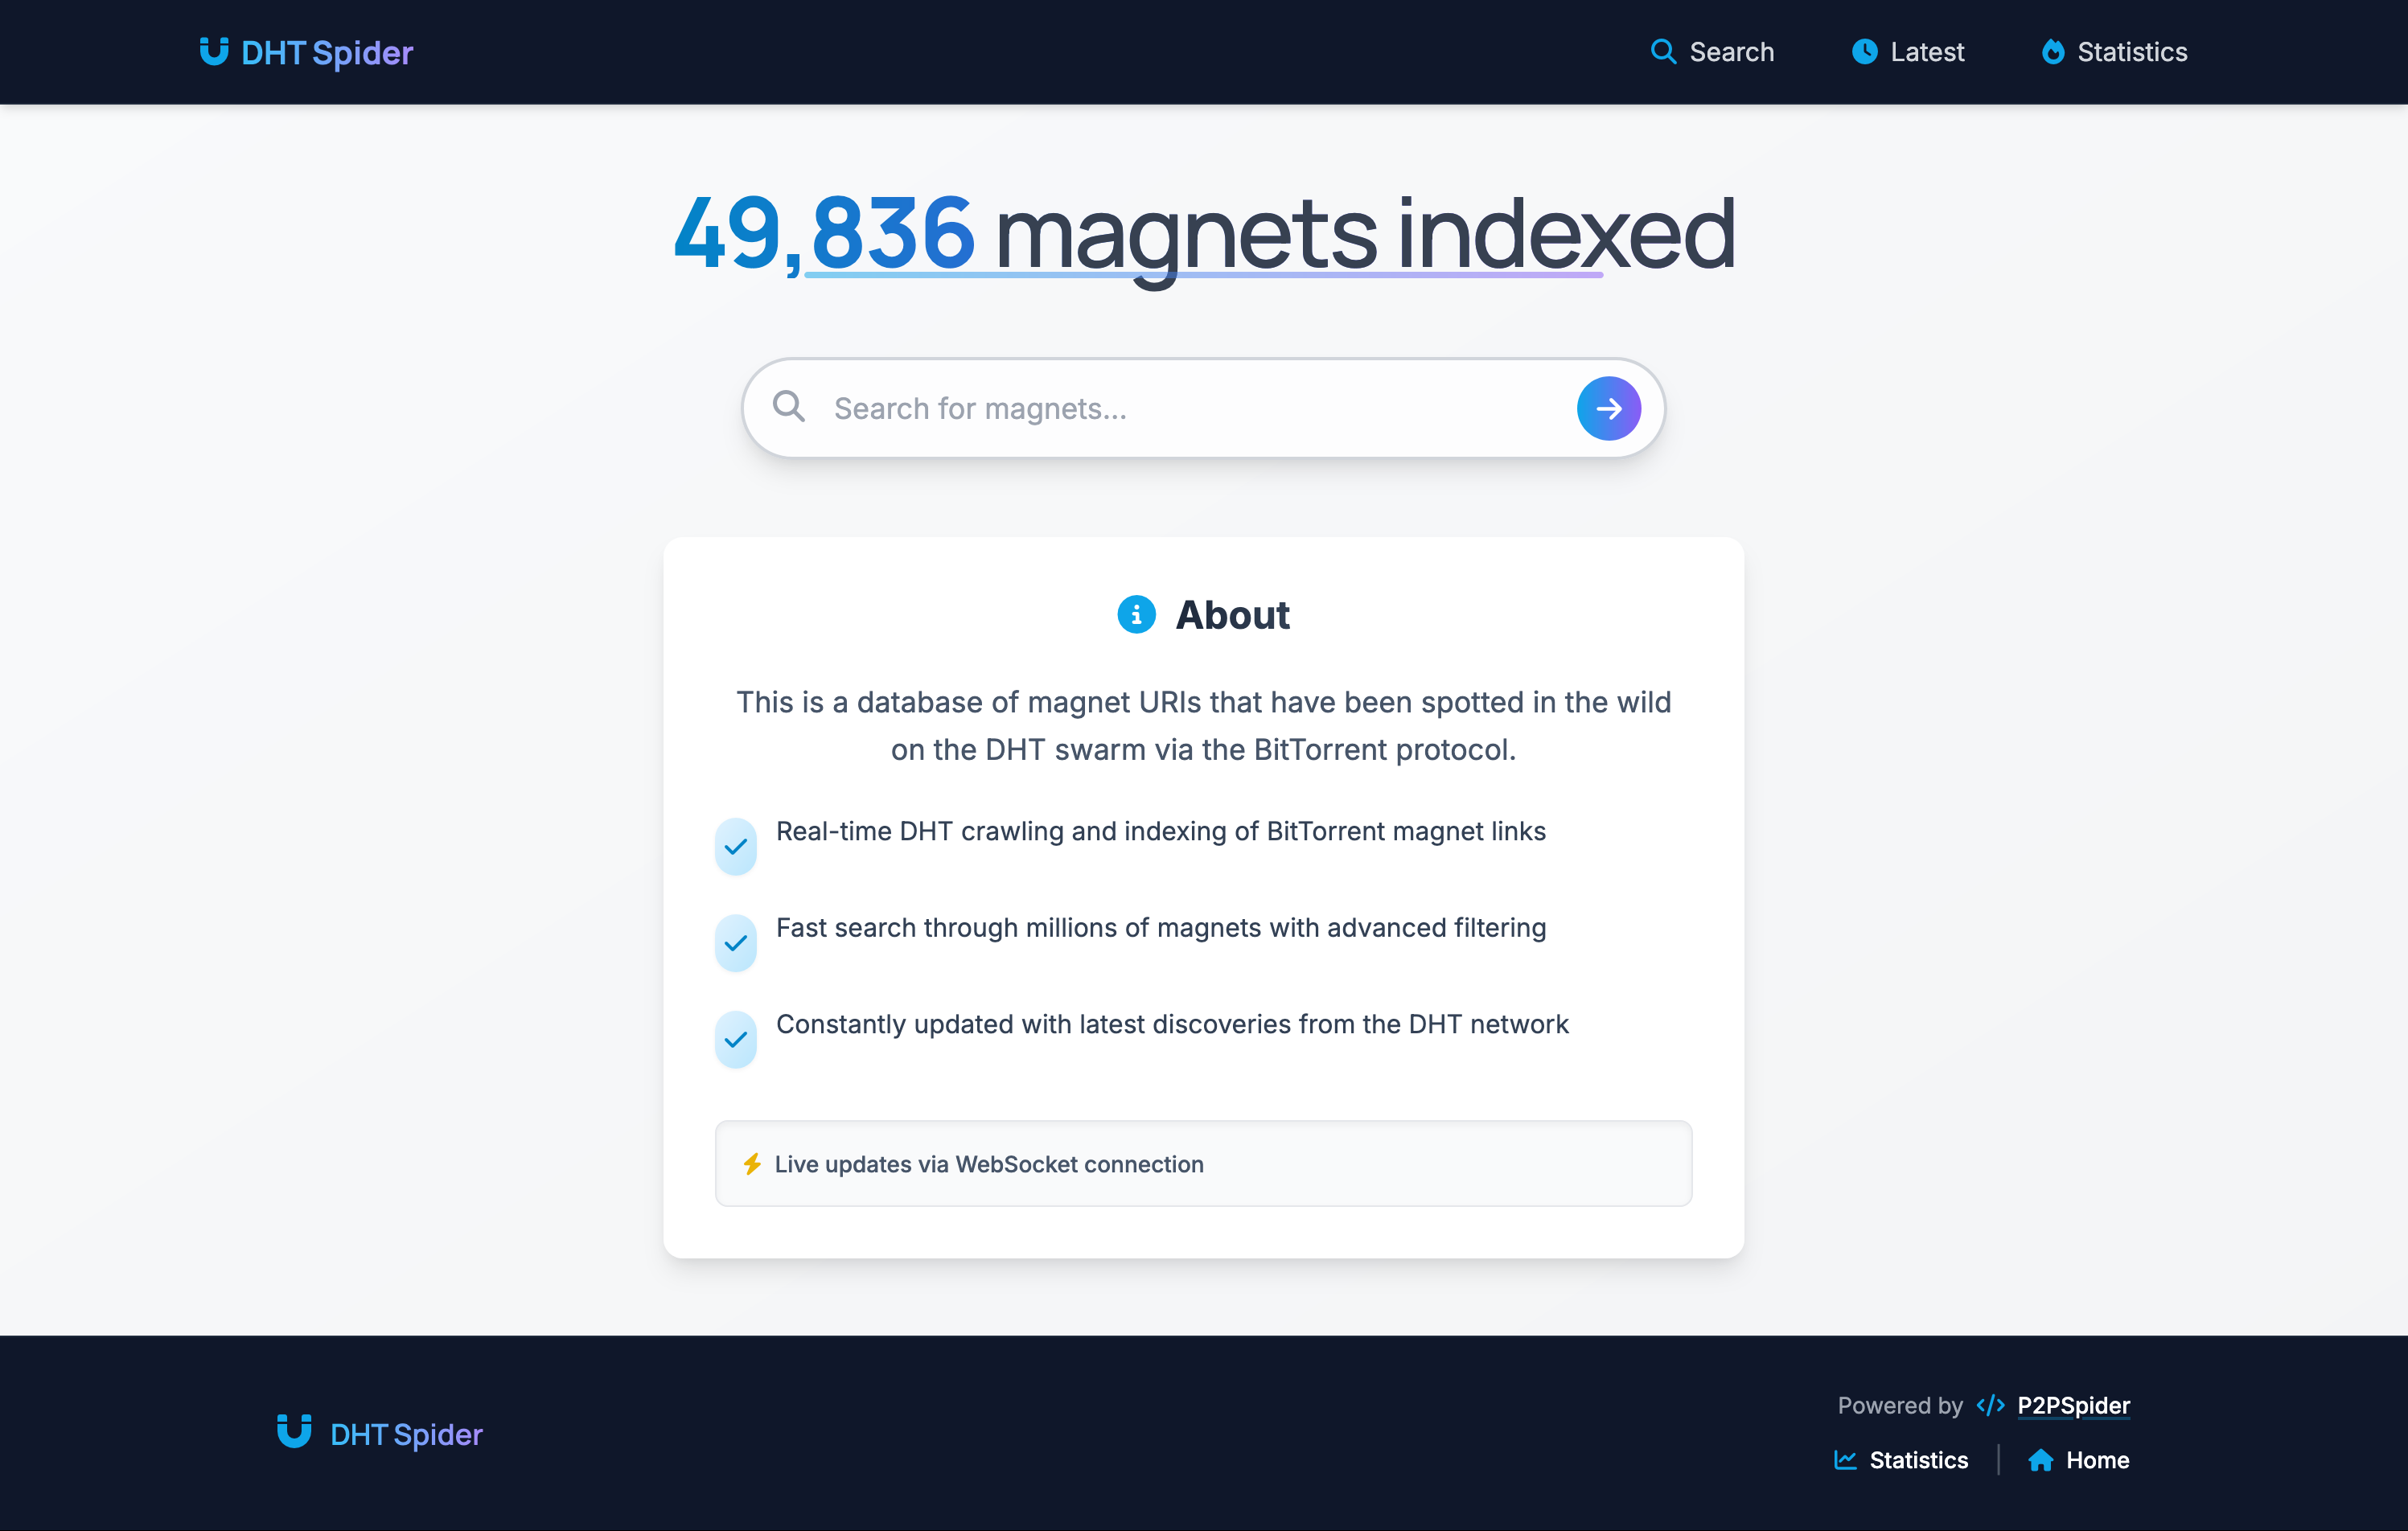 DHT Spider
Search
Latest
Statistics
49,836 magnets indexed
Search for magnets...
About
This is a database of magnet URIs that have been spotted in the wild
on the DHT swarm via the BitTorrent protocol.
Real-time DHT crawling and indexing of BitTorrent magnet links
Fast search through millions of magnets with advanced filtering
Constantly updated with latest discoveries from the DHT network
Live updates via WebSocket connection
DHT Spider
Powered by </> P2PSpider
Statistics
Home